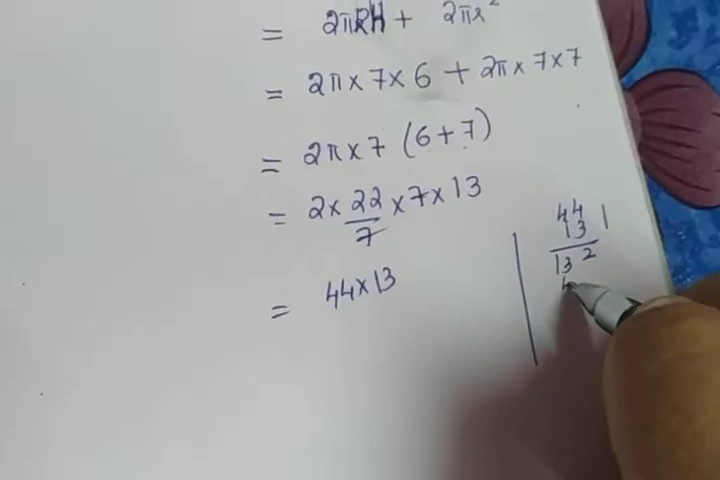 = 2πRH + 2πr²
= 2π×7×6 + 2π×7×7
= 2π×7 (6+7)
= 2×22/7×7×13
= 44×13
44
13 |
132
4